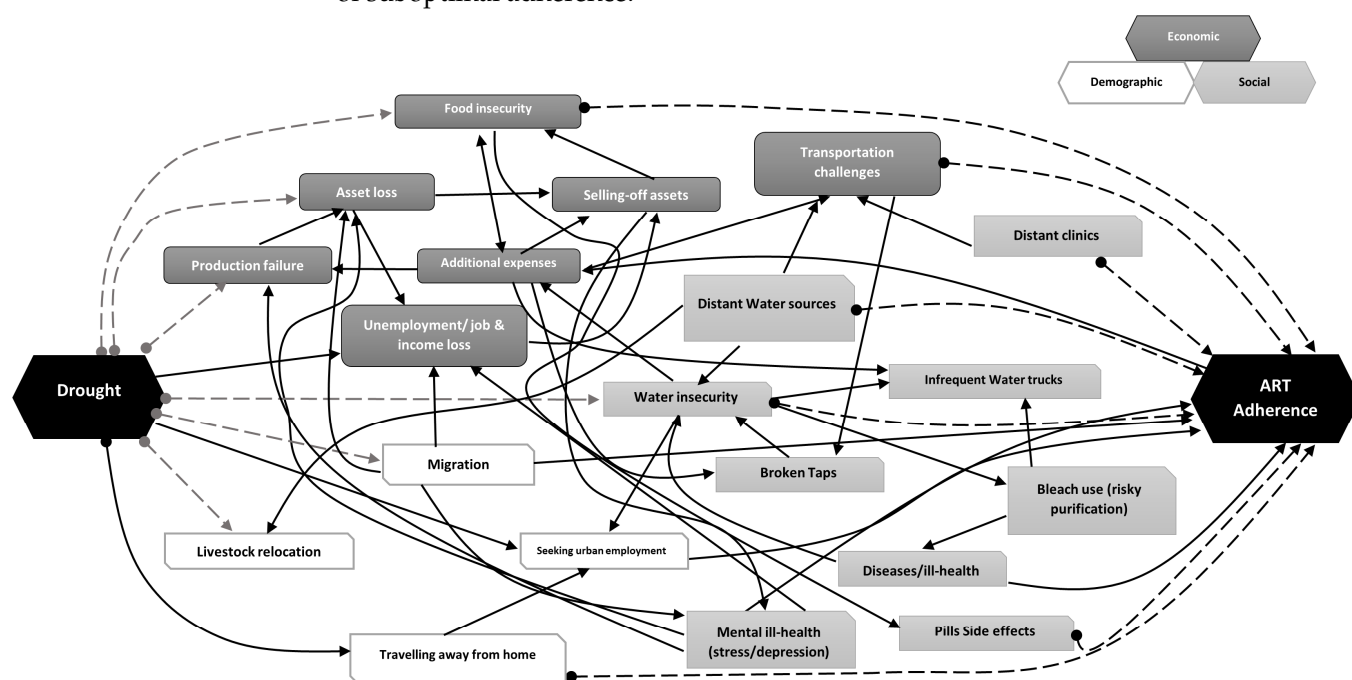 of suboptimal adherence.
Economic
Demographic
Social
Food insecurity
Transportation
challenges
Asset loss
Selling-off assets
Distant clinics
Production failure
Additional expenses
Distant Water sources
Unemployment/ job &
income loss
Drought
Infrequent Water trucks
ART
Adherence
Water insecurity
Migration
Broken Taps
Bleach use (risky
purification)
Livestock relocation
Seeking urban employment
Diseases/ill-health
Mental ill-health
(stress/depression)
Pills Side effects
Travelling away from home